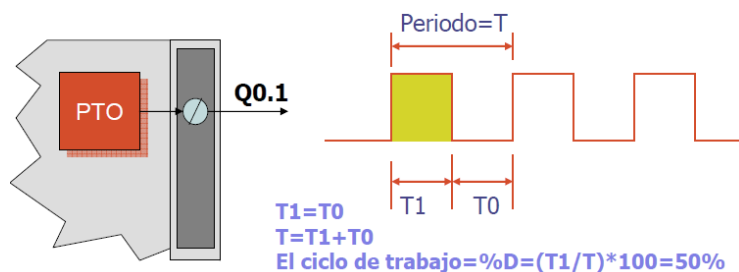 Periodo=T
PTO
Q0.1
T1
T0
T1=T0
T=T1+T0
El ciclo de trabajo=%D=(T1/T)*100=50%